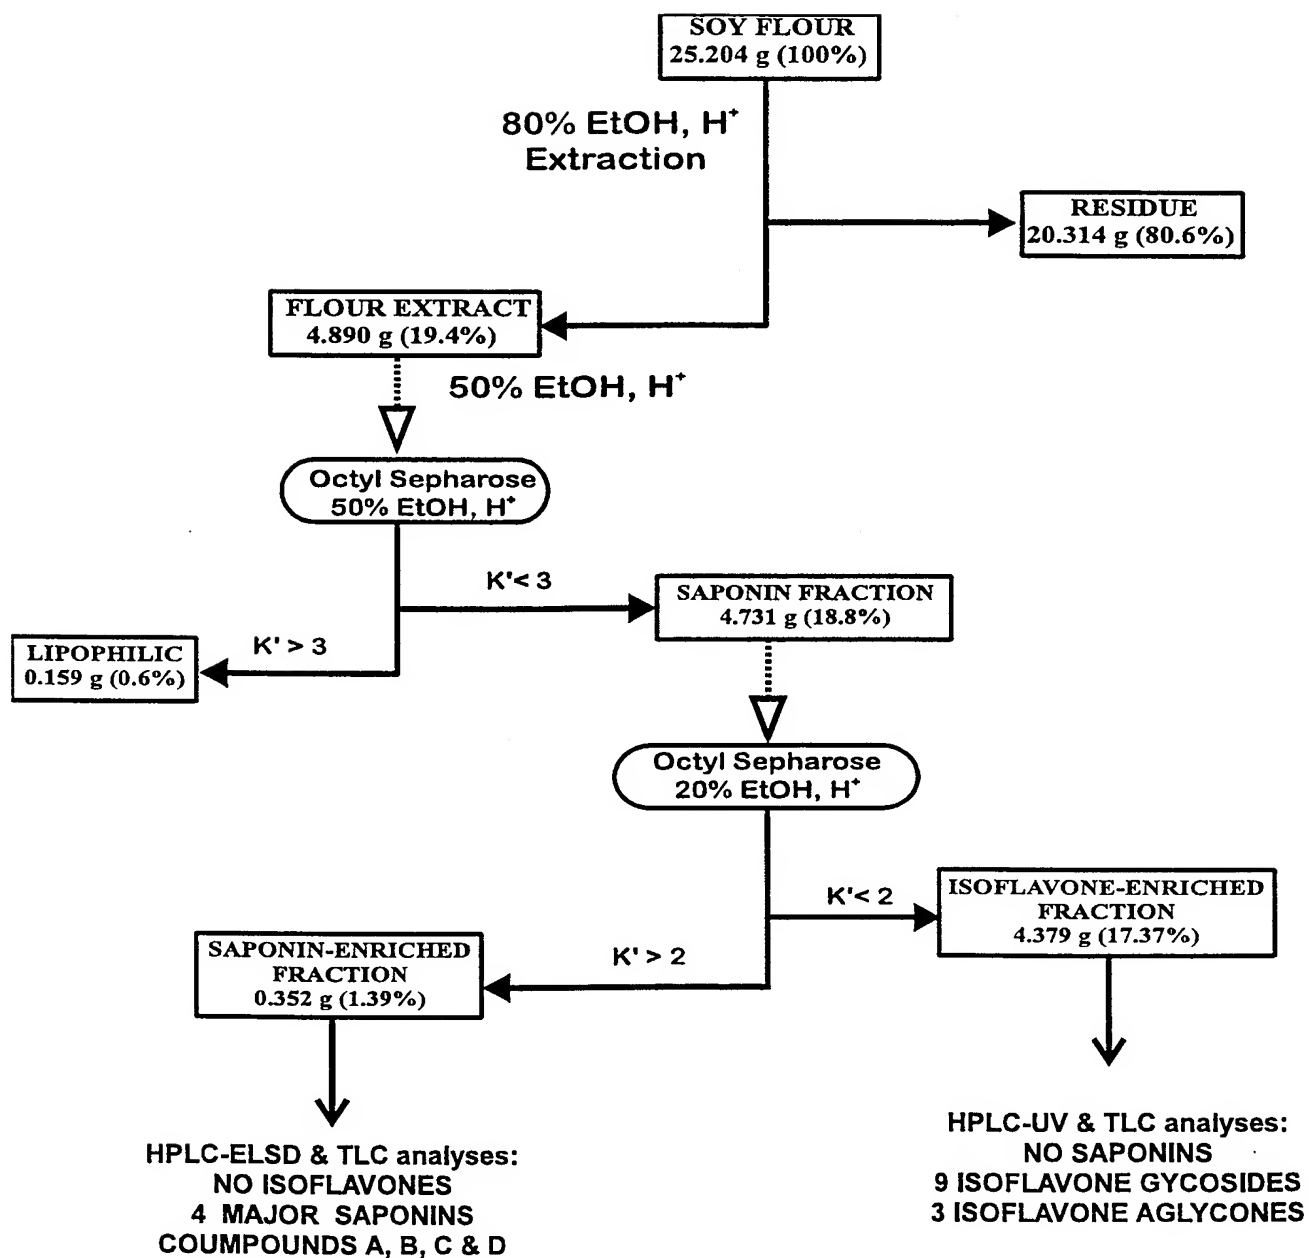 SOY FLOUR
25.204 g (100%)
80% EtOH, H⁺
Extraction
RESIDUE
20.314 g (80.6%)
FLOUR EXTRACT
4.890 g (19.4%)
50% EtOH, H⁺
Octyl Sepharose
50% EtOH, H⁺
K'< 3
SAPONIN FRACTION
4.731 g (18.8%)
K' > 3
LIPOPHILIC
0.159 g (0.6%)
Octyl Sepharose
20% EtOH, H⁺
K'< 2
ISOFLAVONE-ENRICHED
FRACTION
4.379 g (17.37%)
K' > 2
SAPONIN-ENRICHED
FRACTION
0.352 g (1.39%)
HPLC-UV & TLC analyses:
NO SAPONINS
9 ISOFLAVONE GYCOSIDES
3 ISOFLAVONE AGLYCONES
HPLC-ELSD & TLC analyses:
NO ISOFLAVONES
4 MAJOR SAPONINS
COUMPOUNDS A, B, C & D